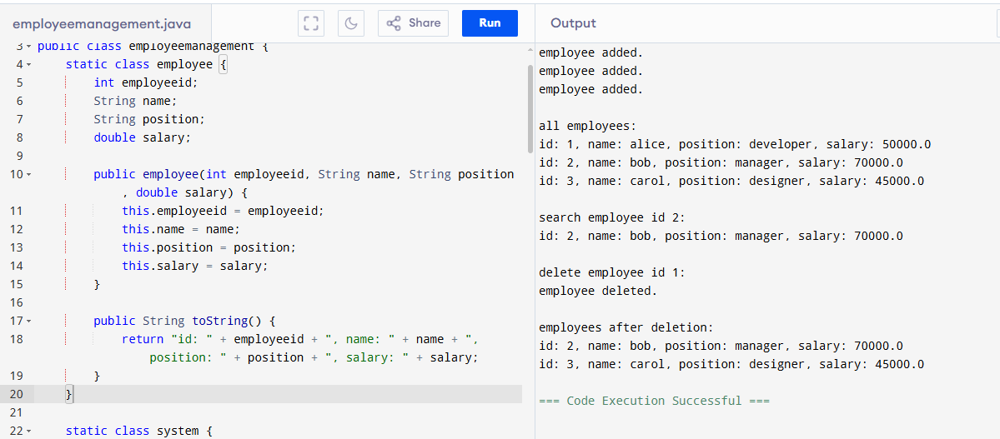 employeemanagement.java
Share
Run
Output
3 public class employeemanagement {
4 static class employee {
5 int employeeid;
6 String name;
7 String position;
8 double salary;
9
10 public employee(int employeeid, String name, String position
, double salary) {
11 this.employeeid = employeeid;
12 this.name = name;
13 this.position = position;
14 this.salary = salary;
15 }
16
17 public String toString() {
18 return "id: " + employeeid + ", name: " + name + ",
position: " + position + ", salary: " + salary;
19 }
20 }
21
22 static class system {
employee added.
employee added.
employee added.
all employees:
id: 1, name: alice, position: developer, salary: 50000.0
id: 2, name: bob, position: manager, salary: 70000.0
id: 3, name: carol, position: designer, salary: 45000.0
search employee id 2:
id: 2, name: bob, position: manager, salary: 70000.0
delete employee id 1:
employee deleted.
employees after deletion:
id: 2, name: bob, position: manager, salary: 70000.0
id: 3, name: carol, position: designer, salary: 45000.0
=== Code Execution Successful ===